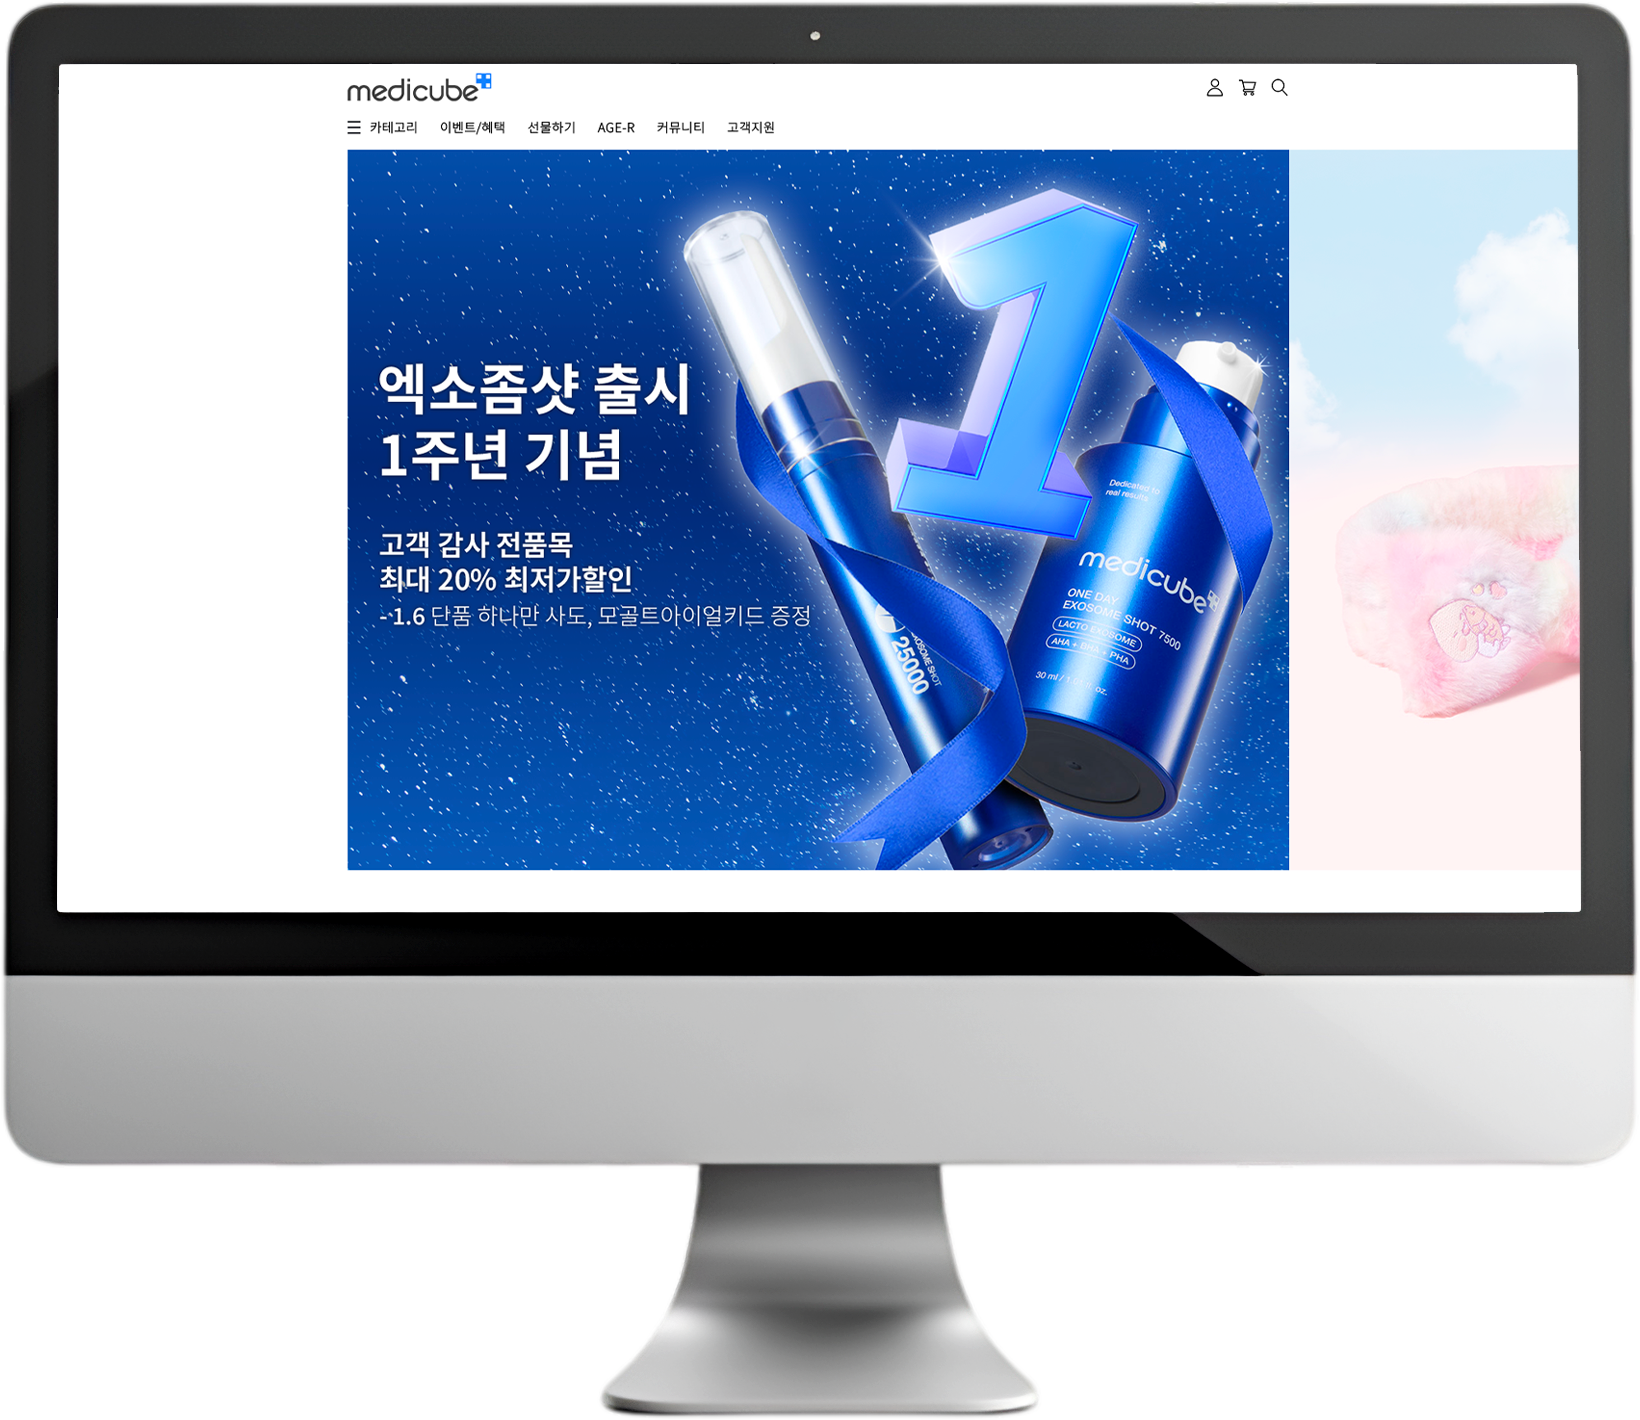 medicube
카테고리 이벤트/혜택 선물하기 AGE-R 커뮤니티 고객지원
엑소좀샷 출시
1주년 기념
고객 감사 전품목
최대 20% 최저가할인
- 1.6 단품 하나만 사도, 모골트아이얼키드 증정
1
Dedicated to
real results
medicube
ONE DAY
EXOSOME SHOT 7500
LACTO EXOSOME
AHA + BHA + PHA
30 ml / fl. oz.
SHOT
25000